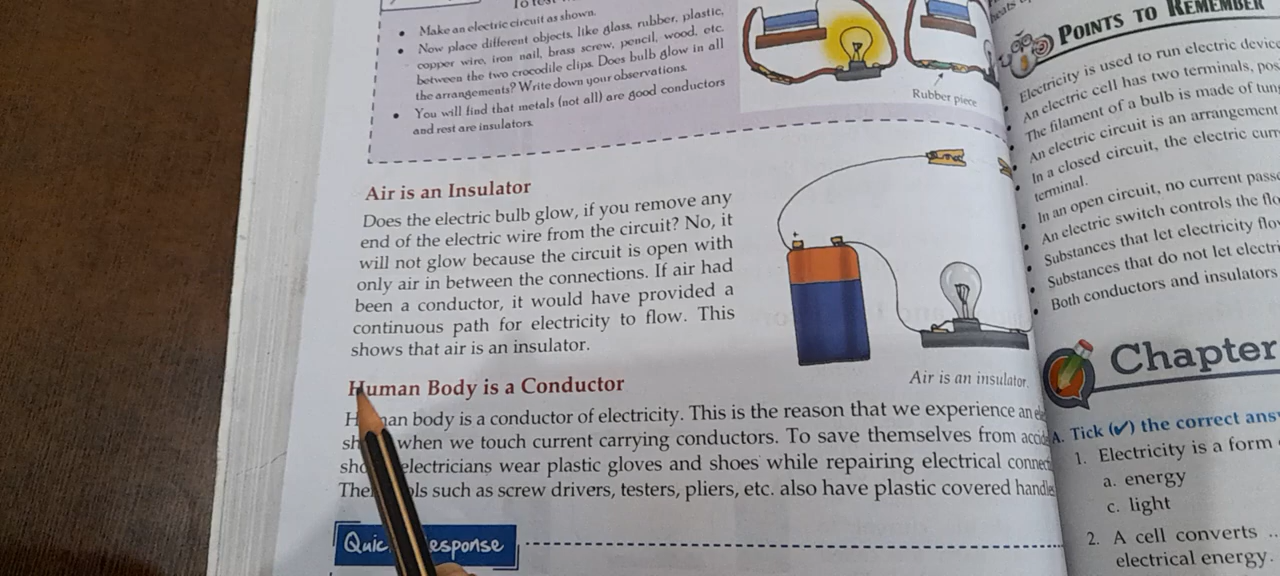 To test
• Make an electric circuit as shown.
• Now place different objects, like glass, rubber, plastic,
copper wire, iron nail, brass screw, pencil, wood, etc.
between the two crocodile clips. Does bulb glow in all
the arrangements? Write down your observations.
• You will find that metals (not all) are good conductors
and rest are insulators.
Rubber piece
Air is an Insulator
Does the electric bulb glow, if you remove any
end of the electric wire from the circuit? No, it
will not glow because the circuit is open with
only air in between the connections. If air had
been a conductor, it would have provided a
continuous path for electricity to flow. This
shows that air is an insulator.
Air is an insulator.
Human Body is a Conductor
Human body is a conductor of electricity. This is the reason that we experience an
when we touch current carrying conductors. To save themselves from
electricians wear plastic gloves and shoes while repairing electrical
such as screw drivers, testers, pliers, etc. also have plastic covered
Quick Response
beats
POINTS TO REMEMBER
• Electricity is used to run electric
• An electric cell has two terminals,
• The filament of a bulb is made of
• An electric circuit is an arrangement
• In a closed circuit, the electric
terminal.
• In an open circuit, no current
• An electric switch controls the
• Substances that let electricity
• Substances that do not let
• Both conductors and insulators
Chapter
A. Tick (✓) the correct
1. Electricity is a form
a. energy
c. light
2. A cell converts ..
electrical energy.